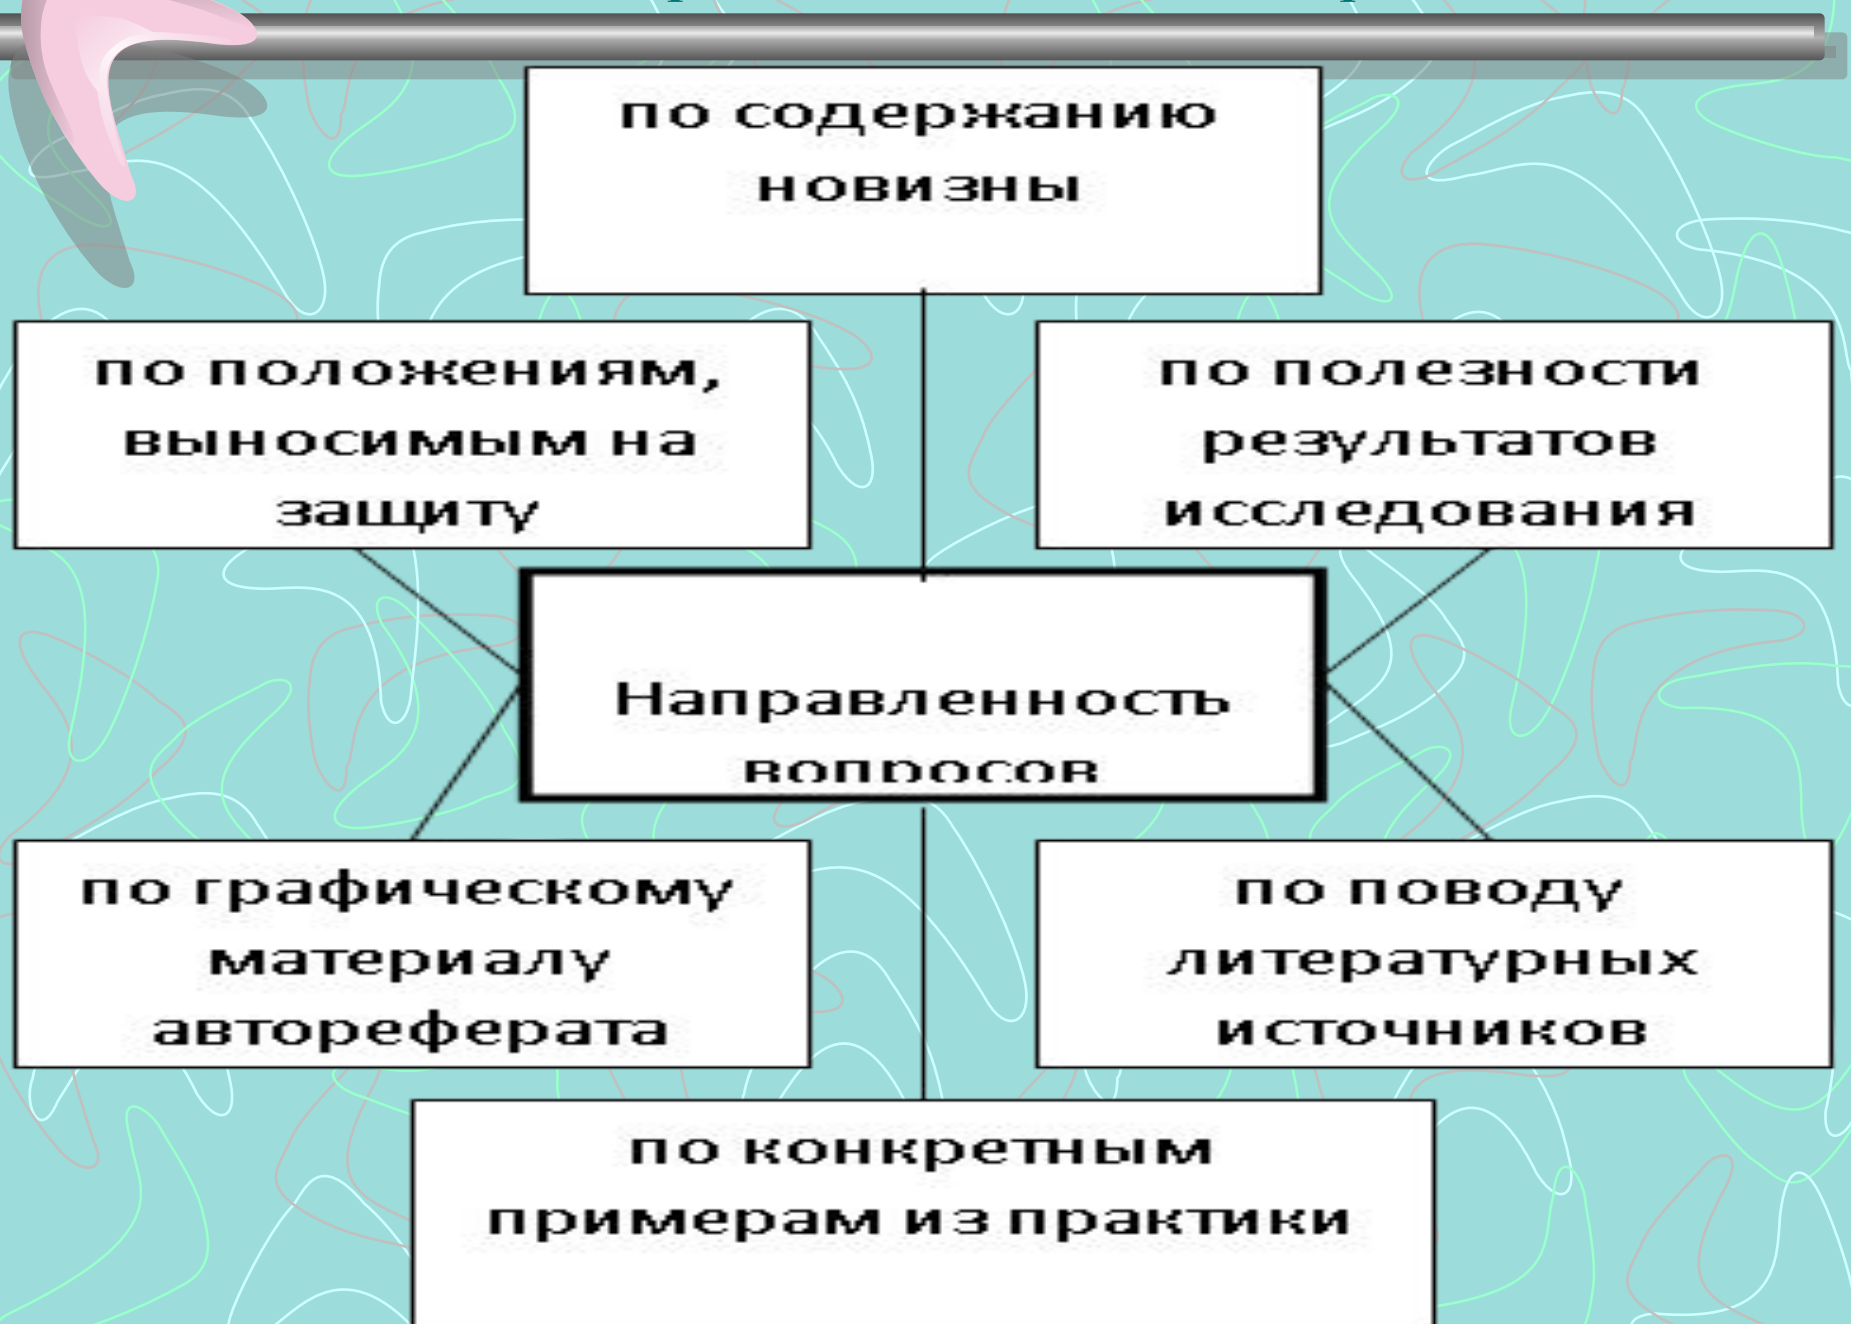 по содержанию
новизны
по положениям,
выносимым на
защиту
по полезности
результатов
исследования
Направленность
вопросов
по графическому
материалу
автореферата
по поводу
литературных
источников
по конкретным
примерам из практики